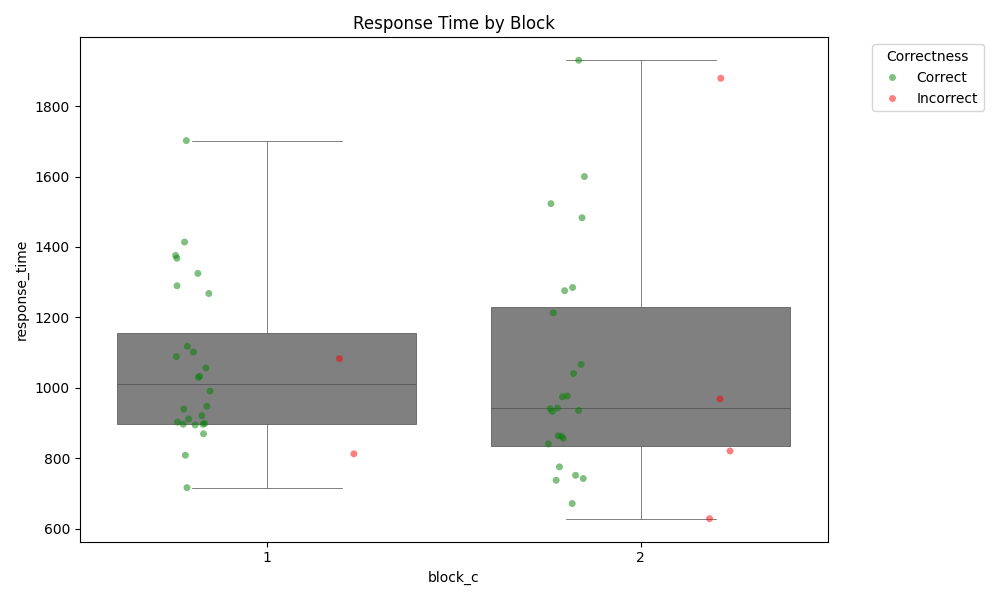 Response Time by Block
Correctness
Correct
Incorrect
response_time
1800
1600
1400
1200
1000
800
600
1
2
block_c